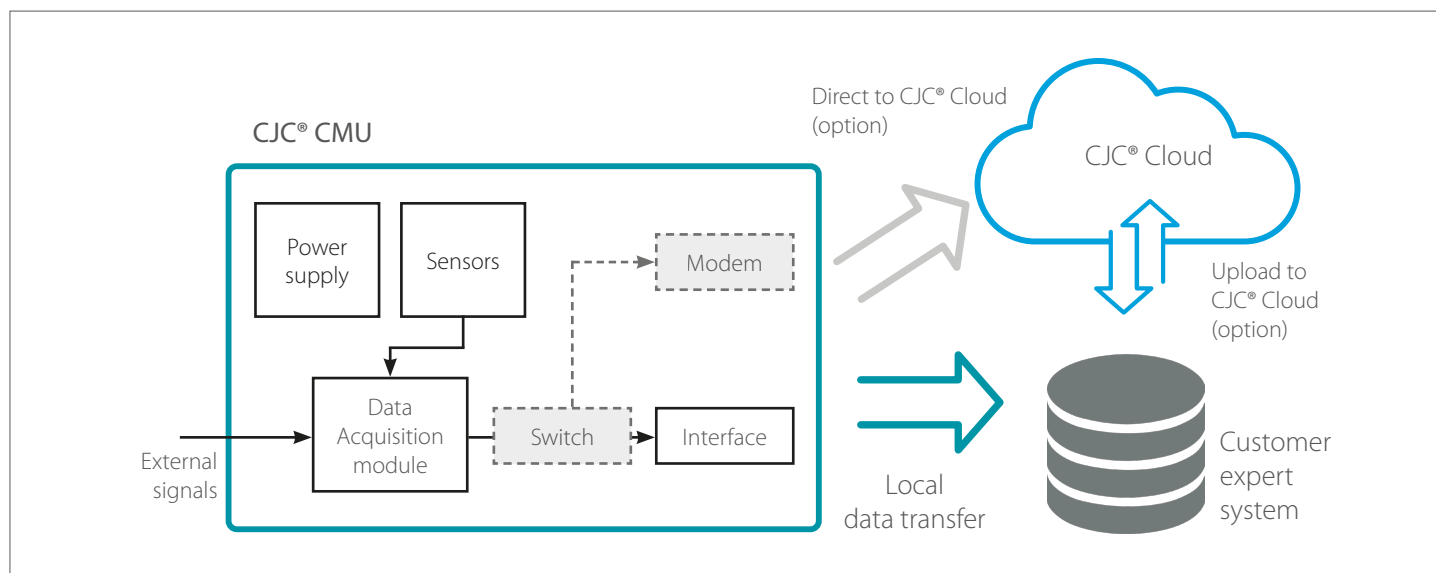 Direct to CJC® Cloud
(option)
CJC® CMU
CJC® Cloud
Power
supply
Sensors
Modem
Upload to
CJC® Cloud
(option)
Data
Acquisition
module
Switch
Interface
External
signals
Local
data transfer
Customer
expert
system